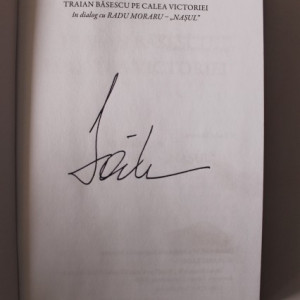 TRAIAN BĂSESCU PE CALEA VICTORIEI
în dialog cu RADU MORARU – „NAȘUL”